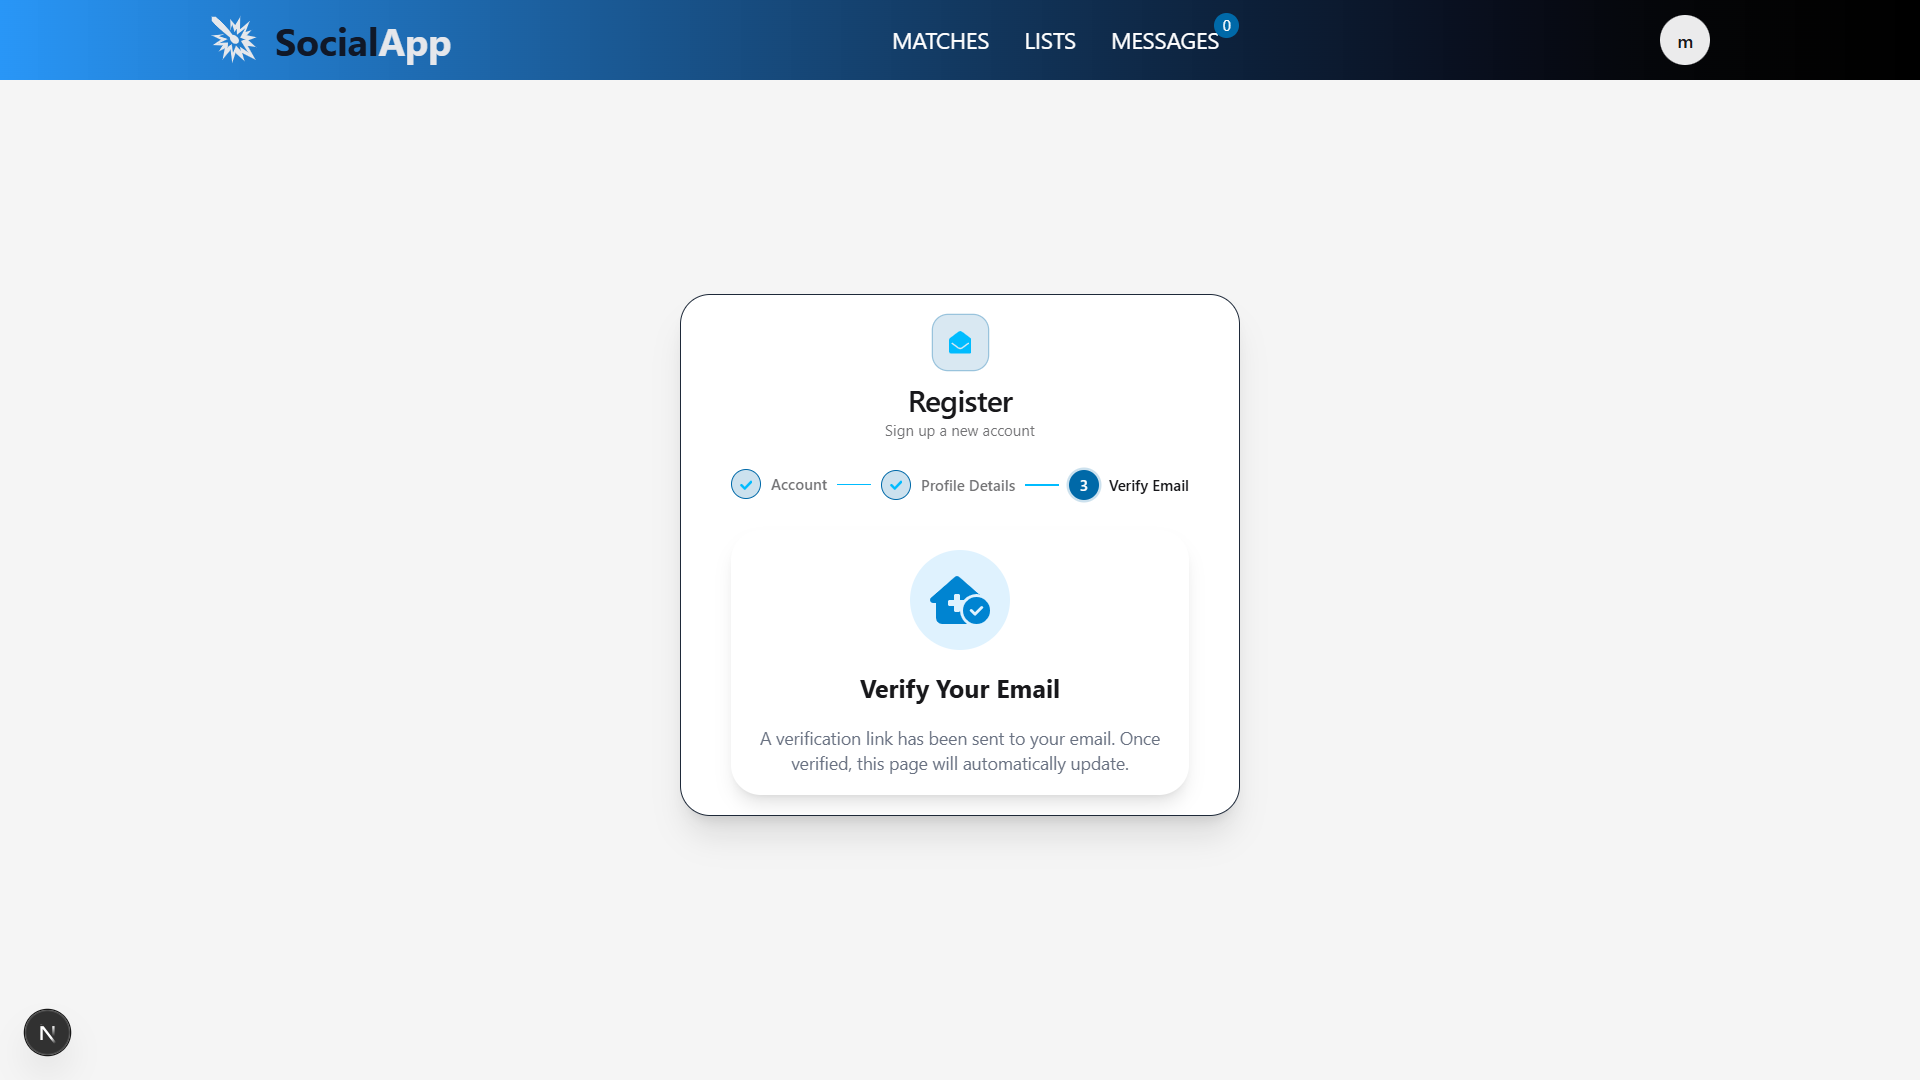 SocialApp
MATCHES
LISTS
MESSAGES
0
m
Register
Sign up a new account
Account
Profile Details
3
Verify Email
Verify Your Email
A verification link has been sent to your email. Once
verified, this page will automatically update.
N